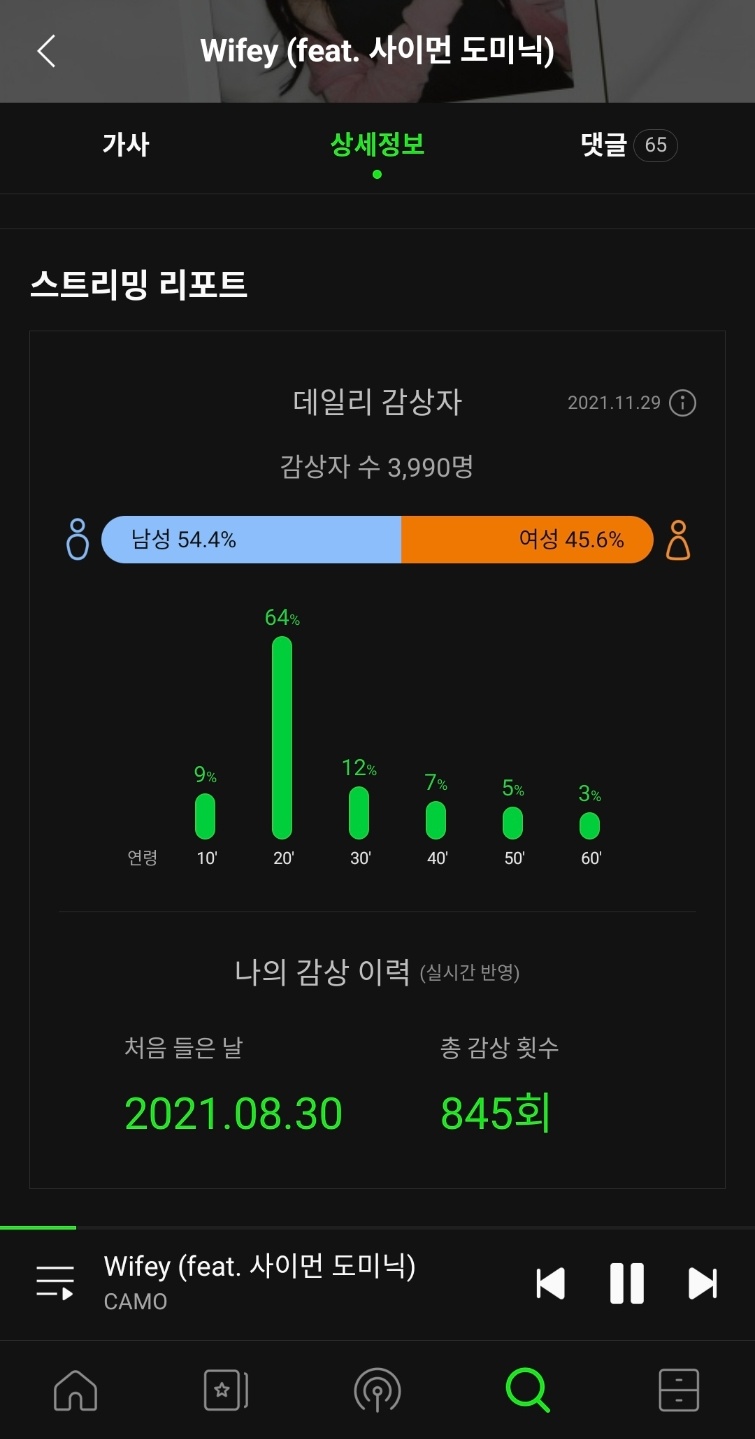 Wifey (feat. 사이먼 도미닉)
가사 상세정보 댓글 65
스트리밍 리포트
데일리 감상자 2021.11.29
감상자 수 3,990명
남성 54.4% 여성 45.6%
9% 64% 12% 7% 5% 3%
연령 10' 20' 30' 40' 50' 60'
나의 감상 이력 (실시간 반영)
처음 들은 날 총 감상 횟수
2021.08.30 845회
Wifey (feat. 사이먼 도미닉)
CAMO